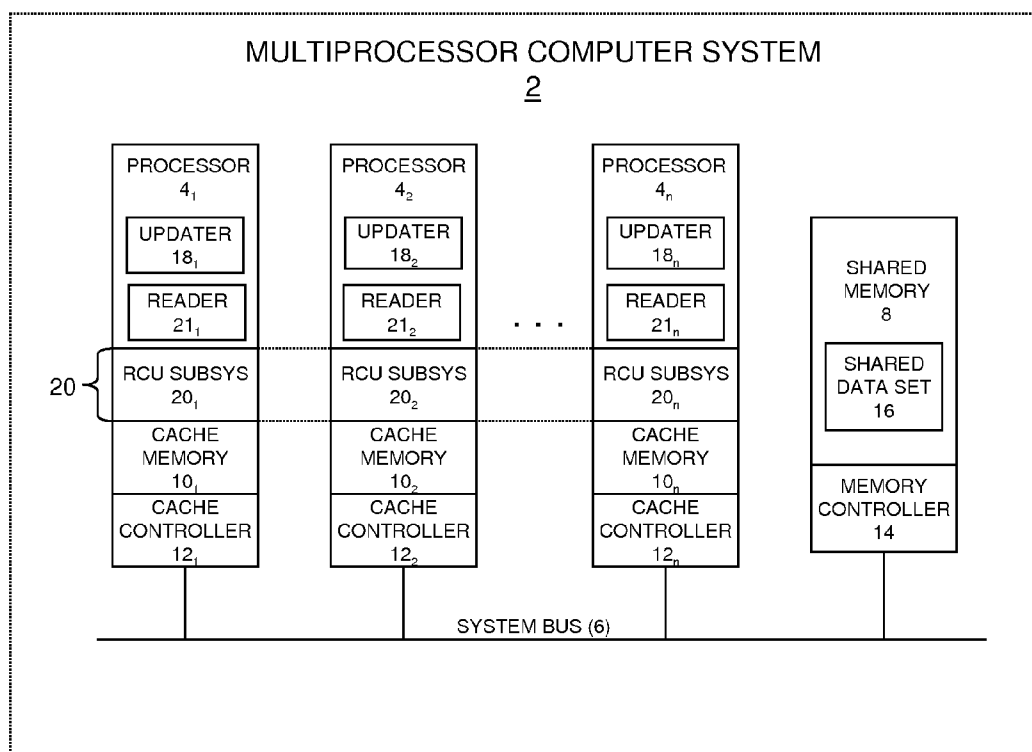 MULTIPROCESSOR COMPUTER SYSTEM
2
PROCESSOR
4₁
UPDATER
18₁
READER
21₁
RCU SUBSYS
20₁
CACHE
MEMORY
10₁
CACHE
CONTROLLER
12₁
PROCESSOR
4₂
UPDATER
18₂
READER
21₂
RCU SUBSYS
20₂
CACHE
MEMORY
10₂
CACHE
CONTROLLER
12₂
. . .
PROCESSOR
4ₙ
UPDATER
18ₙ
READER
21ₙ
RCU SUBSYS
20ₙ
CACHE
MEMORY
10ₙ
CACHE
CONTROLLER
12ₙ
SHARED
MEMORY
8
SHARED
DATA SET
16
MEMORY
CONTROLLER
14
20
SYSTEM BUS (6)